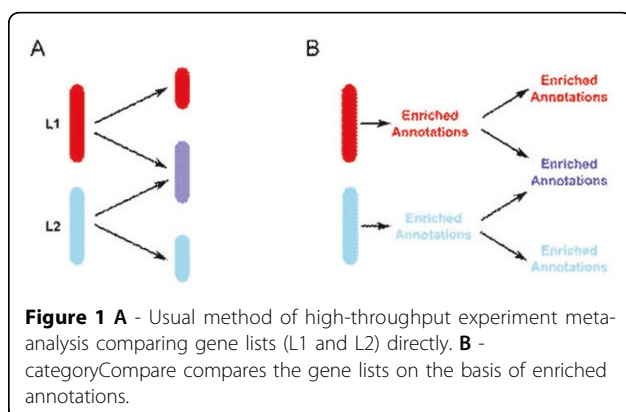 A
B
L1
L2
Enriched
Annotations
Enriched
Annotations
Enriched
Annotations
Enriched
Annotations
Enriched
Annotations
Figure 1 A - Usual method of high-throughput experiment meta-
analysis comparing gene lists (L1 and L2) directly. B -
categoryCompare compares the gene lists on the basis of enriched
annotations.